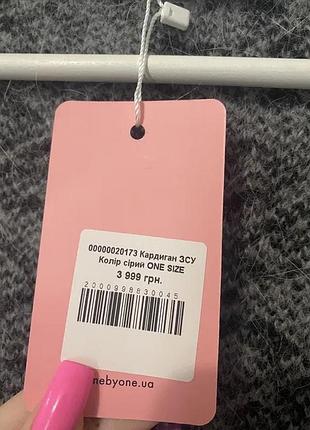 00000020173 Кардиган ЗСУ
Колір сірий ONE SIZE
3 999 грн.
2000998630045
nebyone.ua